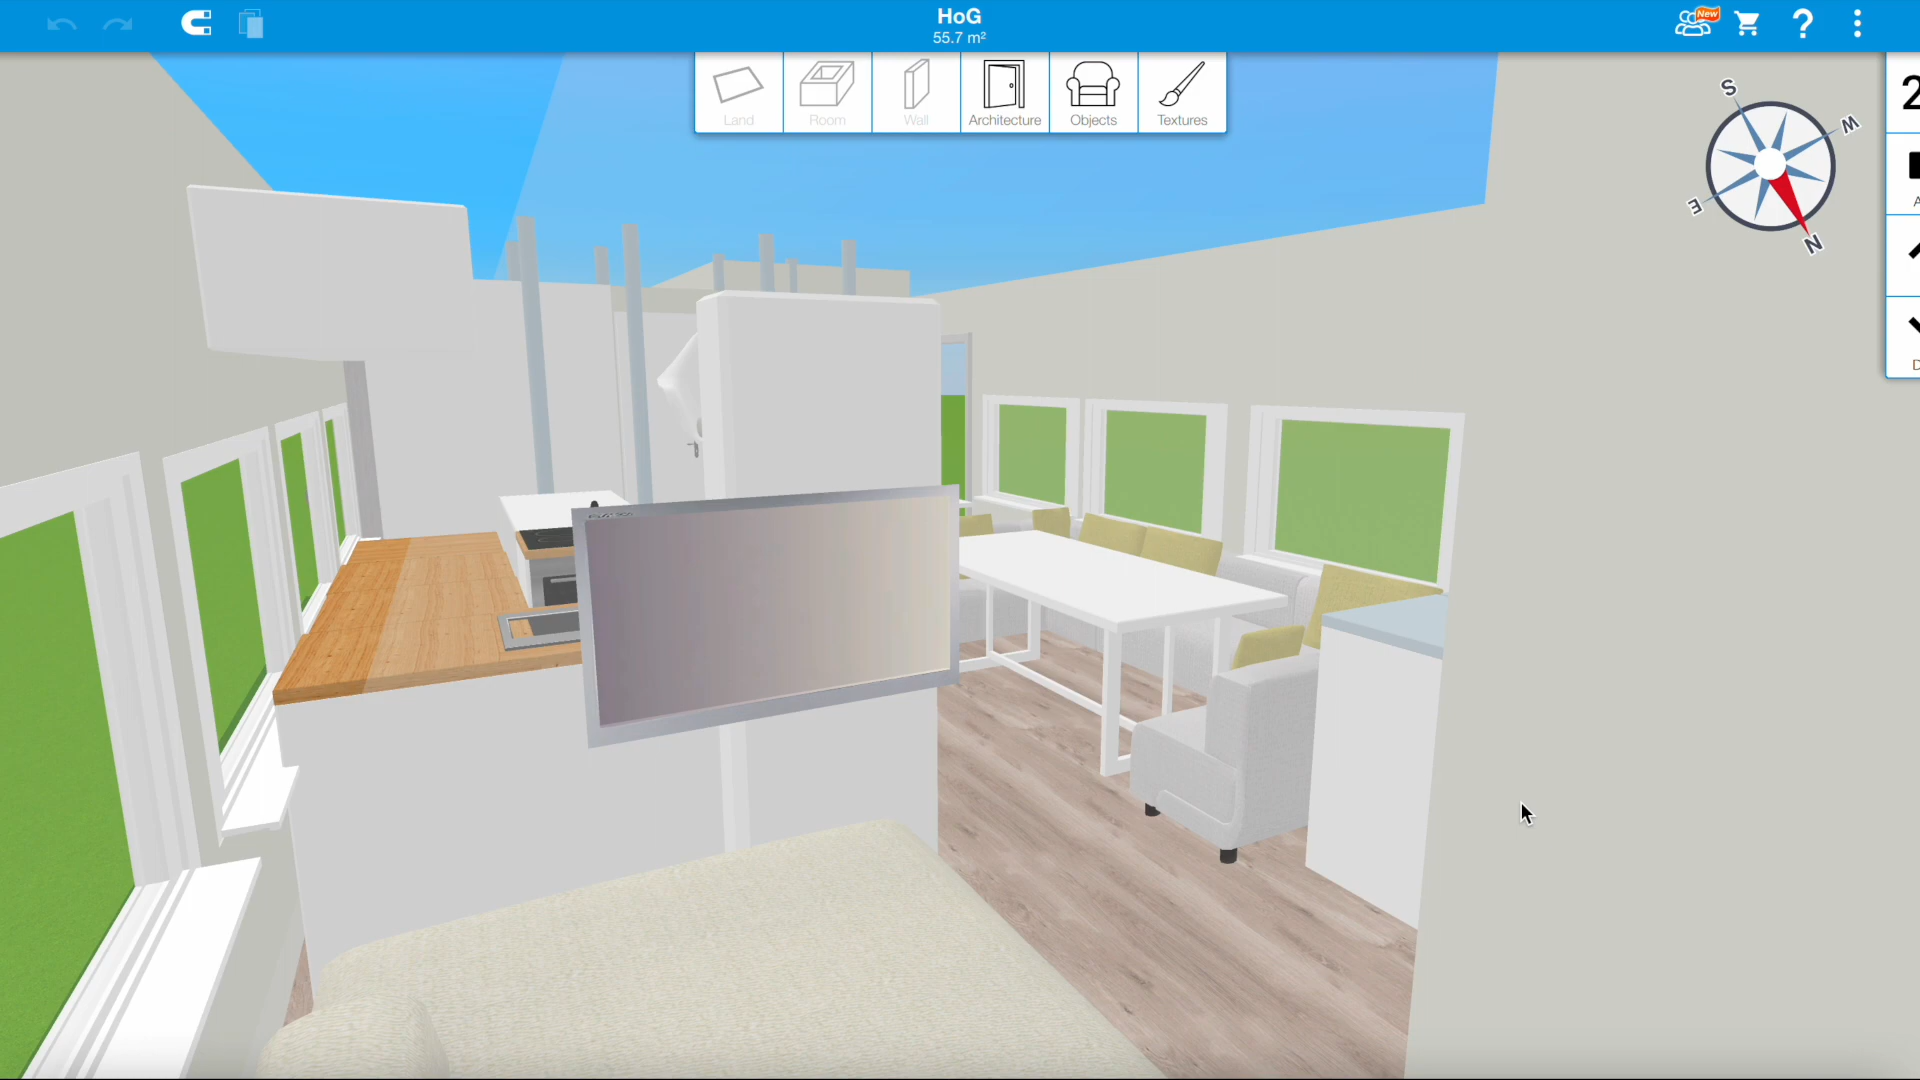 HoG
55.7 m²
New
?
Land
Room
Wall
Architecture
Objects
Textures
S
W
E
N
2